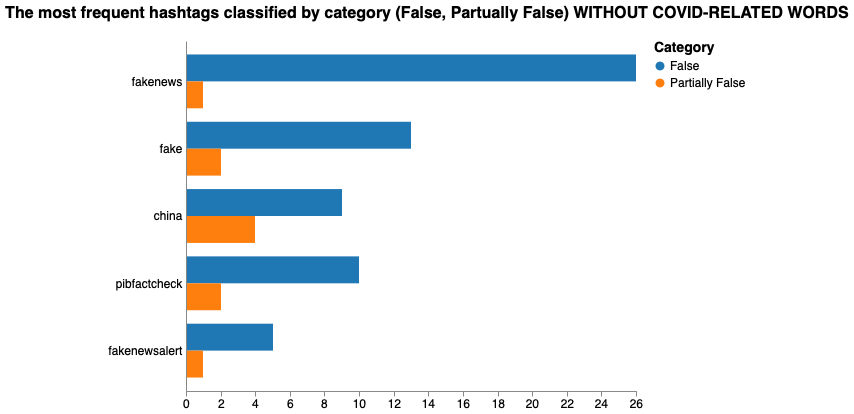 The most frequent hashtags classified by category (False, Partually False) WITHOUT COVID-RELATED WORDS
Category
False
Partially False
fakenews
fake
china
pibfactcheck
fakenewsalert
0 2 4 6 8 10 12 14 16 18 20 22 24 26